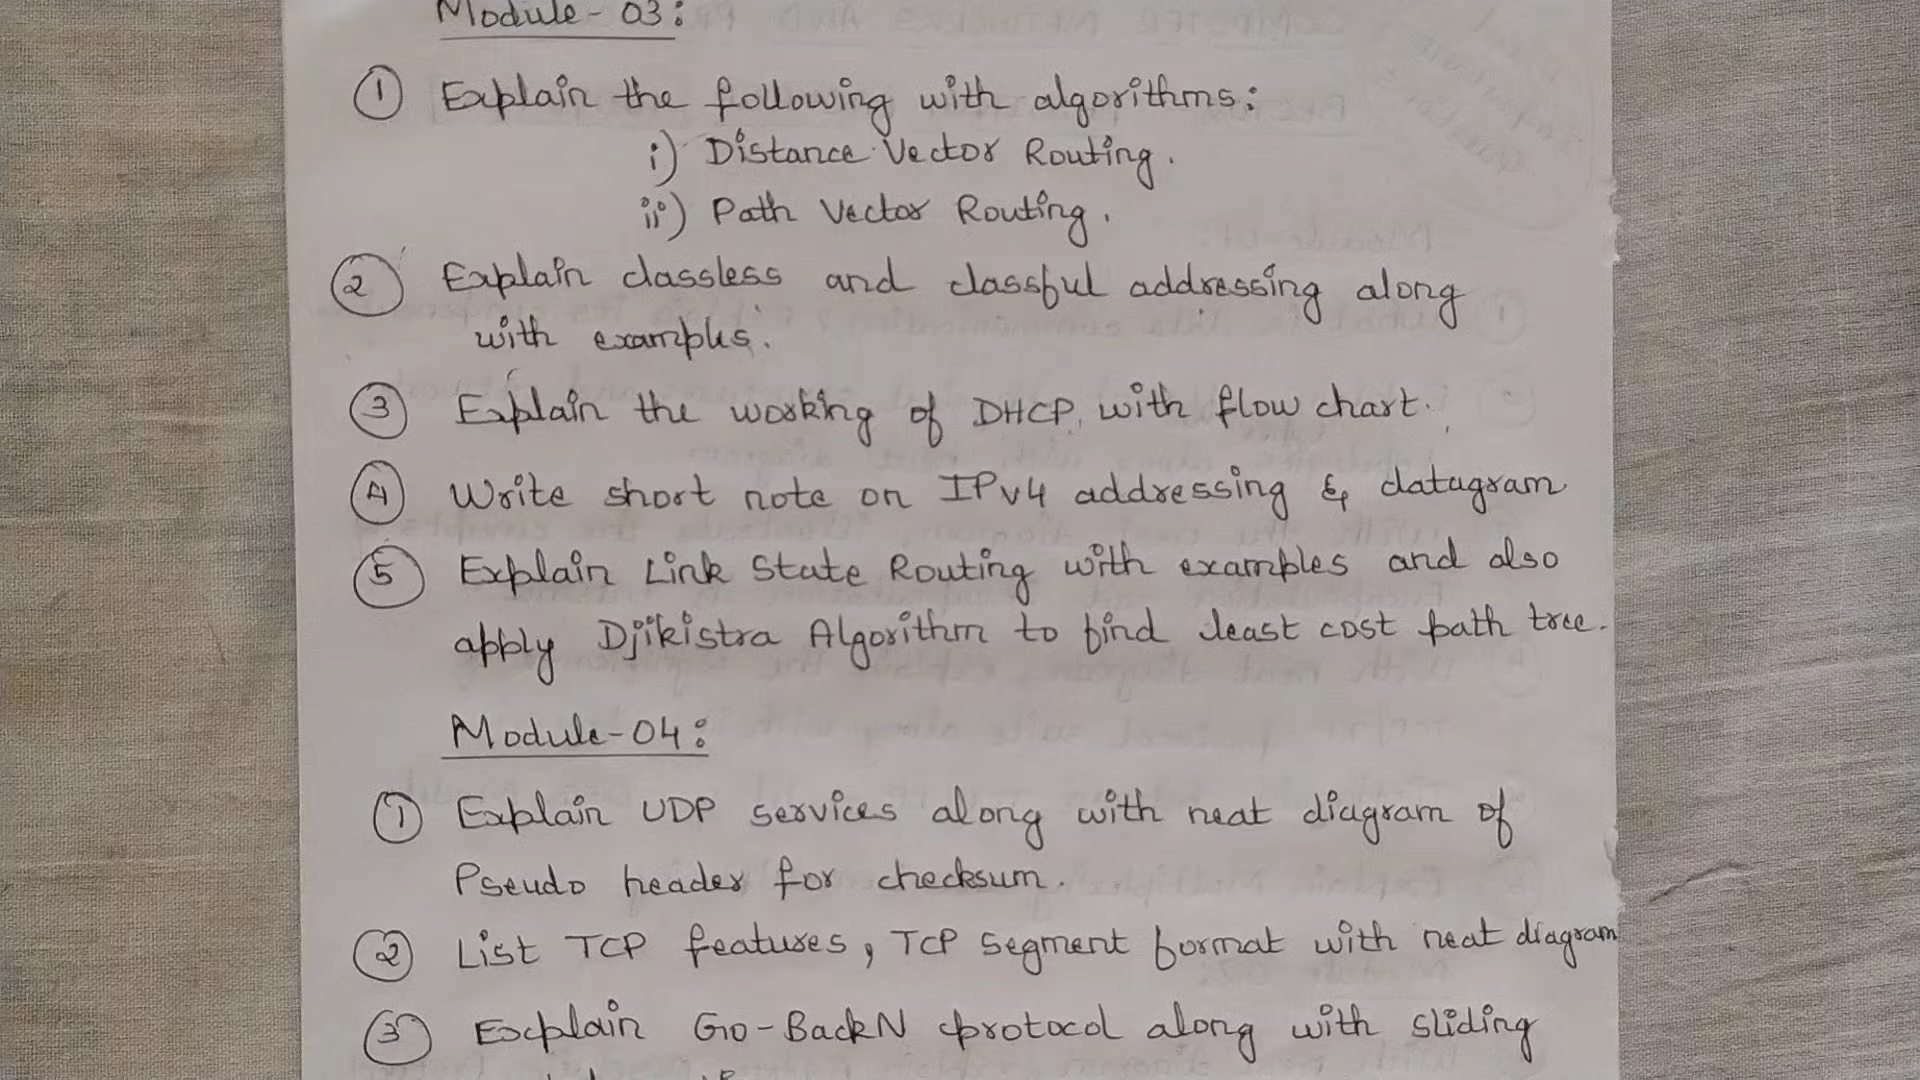 Module-03:
① Explain the following with algorithms:
i) Distance Vector Routing.
ii) Path Vector Routing.
② Explain classless and classful addressing along
with examples.
③ Explain the working of DHCP, with flow chart.
④ Write short note on IPv4 addressing & datagram
⑤ Explain Link State Routing with examples and also
apply Djikistra Algorithm to find least cost path tree.
Module-04:
① Explain UDP services along with neat diagram of
Pseudo header for checksum.
② List TCP features, TCP segment format with neat diagram
③ Explain Go-BackN protocol along with sliding